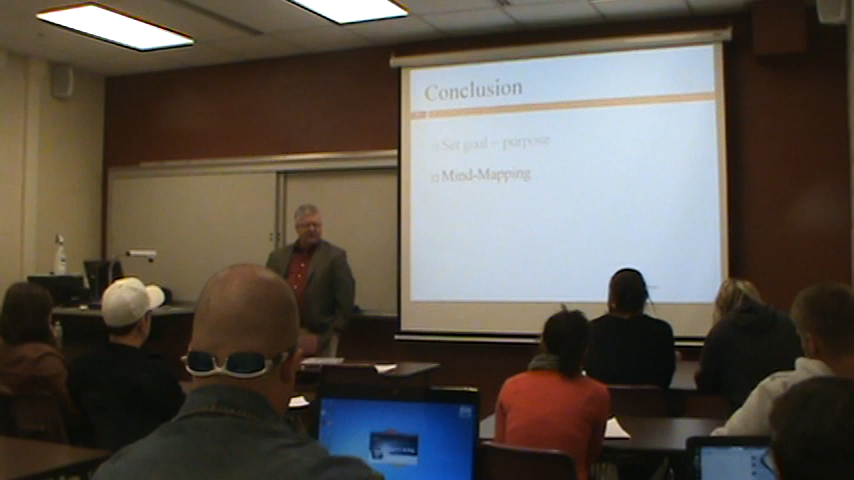 Conclusion
□ Set goal – purpose
□ Mind-Mapping